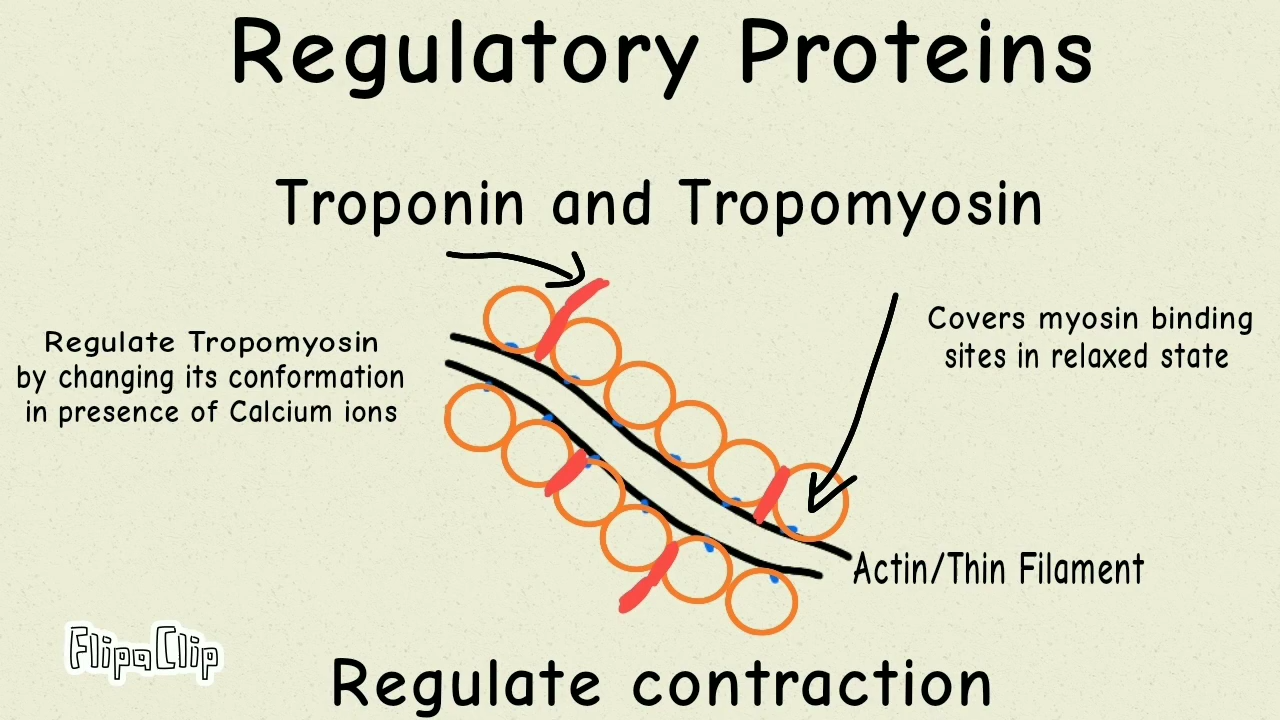 Regulatory Proteins
Troponin and Tropomyosin
Regulate Tropomyosin
by changing its conformation
in presence of Calcium ions
Covers myosin binding
sites in relaxed state
Actin/Thin Filament
FlipaClip
Regulate contraction